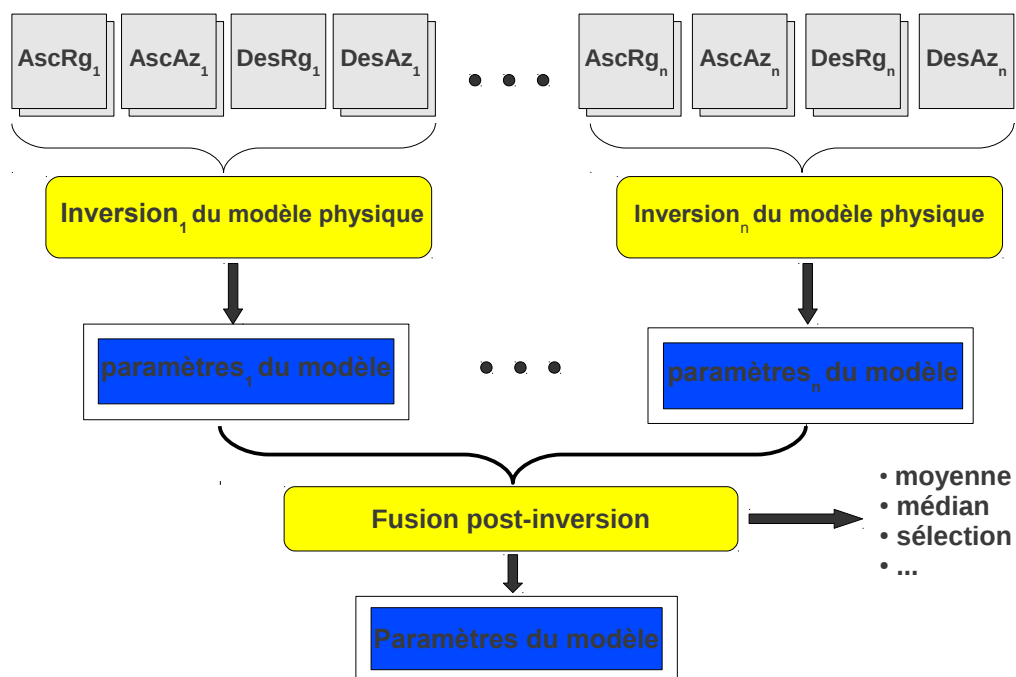 AscRg1 AscAz1 DesRg1 DesAz1 • • • AscRgn AscAzn DesRgn DesAzn
Inversion1 du modèle physique
Inversionn du modèle physique
paramètres1 du modèle • • • paramètresn du modèle
Fusion post-inversion
• moyenne
• médian
• sélection
• ...
Paramètres du modèle